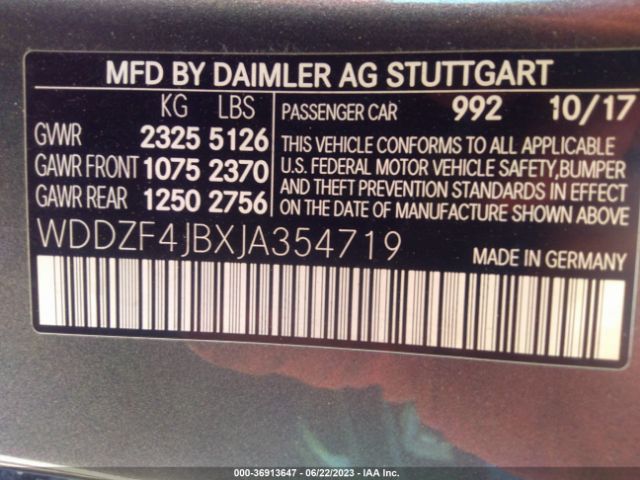 MFD BY DAIMLER AG STUTTGART
KG LBS
PASSENGER CAR 992 10/17
GVWR 2325 5126
GAWR FRONT 1075 2370
GAWR REAR 1250 2756
THIS VEHICLE CONFORMS TO ALL APPLICABLE
U.S. FEDERAL MOTOR VEHICLE SAFETY,BUMPER
AND THEFT PREVENTION STANDARDS IN EFFECT
ON THE DATE OF MANUFACTURE SHOWN ABOVE
WDDZF4JBXJA354719
MADE IN GERMANY
000-36913647 - 06/22/2023 - IAA